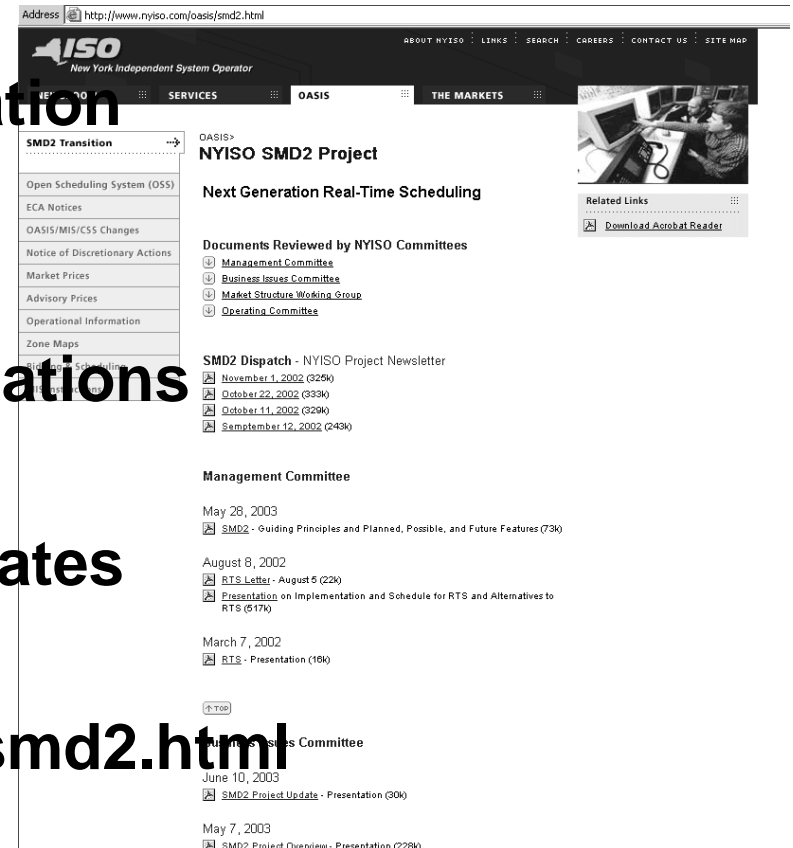 Address http://www.nyiso.com/oasis/smd2.html
ISO
New York Independent System Operator
ABOUT NYISO LINKS SEARCH CAREERS CONTACT US SITE MAP
SERVICES OASIS THE MARKETS
ation
SMD2 Transition
Open Scheduling System (OSS)
ECA Notices
OASIS/MIS/CSS Changes
Notice of Discretionary Actions
Market Prices
Advisory Prices
Operational Information
Zone Maps
Bidding & Scheduling
ations
OASIS>
NYISO SMD2 Project
Next Generation Real-Time Scheduling
Related Links
Download Acrobat Reader
Documents Reviewed by NYISO Committees
Management Committee
Business Issues Committee
Market Structure Working Group
Operating Committee
SMD2 Dispatch - NYISO Project Newsletter
November 1, 2002 (325k)
October 22, 2002 (333k)
October 11, 2002 (329k)
Semptember 12, 2002 (243k)
Management Committee
May 28, 2003
SMD2 - Guiding Principles and Planned, Possible, and Future Features (73k)
ates
August 8, 2002
RTS Letter - August 5 (22k)
Presentation on Implementation and Schedule for RTS and Alternatives to
RTS (517k)
March 7, 2002
RTS - Presentation (16k)
TOP
smd2.html
Business Issues Committee
June 10, 2003
SMD2 Project Update - Presentation (30k)
May 7, 2003
SMD2 Project Overview - Presentation (228k)